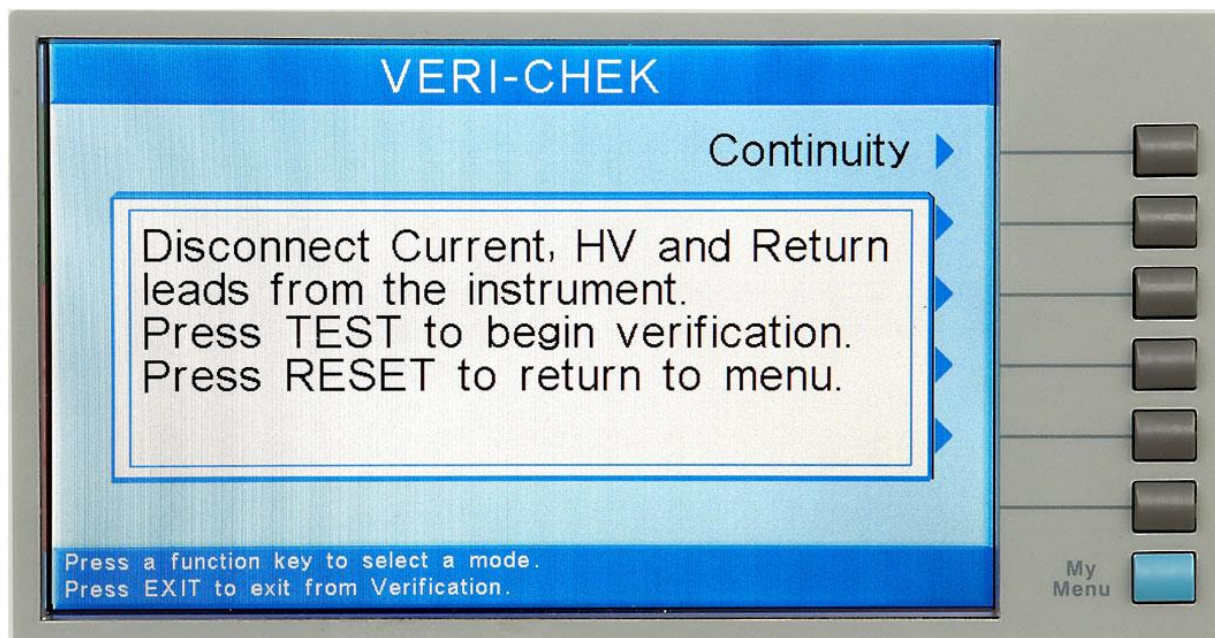 VERI-CHEK
Continuity
Disconnect Current, HV and Return
leads from the instrument.
Press TEST to begin verification.
Press RESET to return to menu.
Press a function key to select a mode.
Press EXIT to exit from Verification.
My
Menu